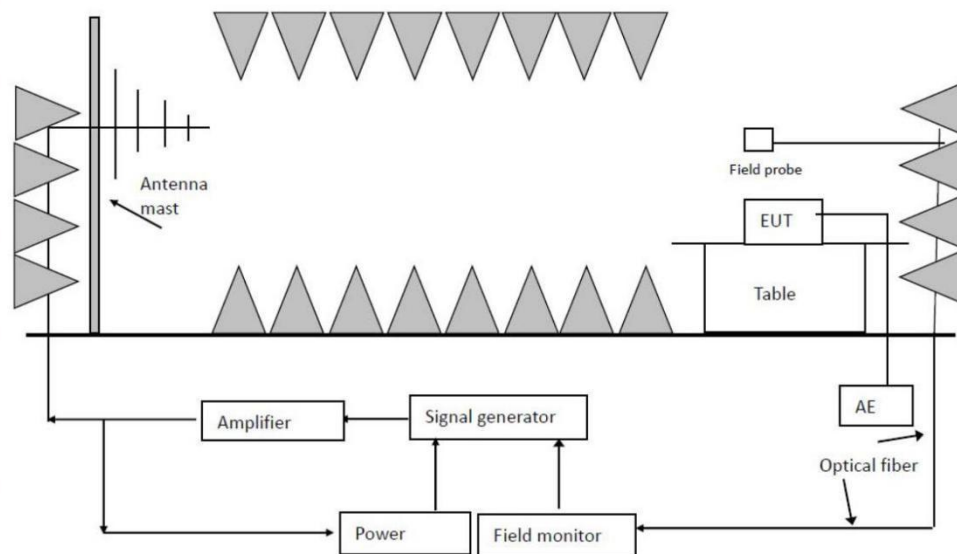 Antenna
mast
Field probe
EUT
Table
Amplifier
Signal generator
AE
Optical fiber
Power
Field monitor